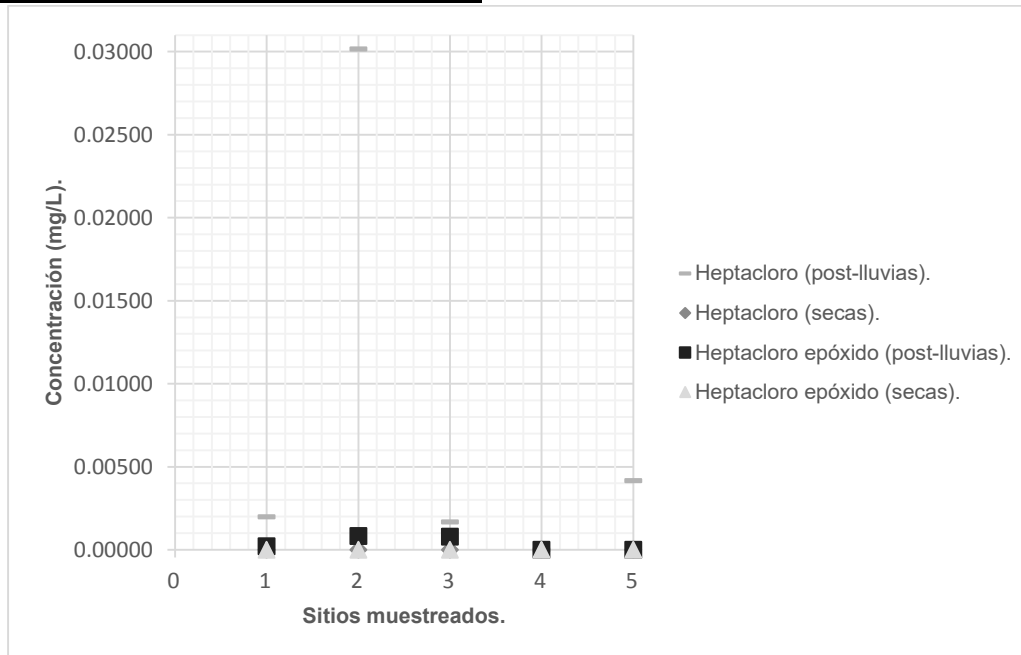 0.03000
0.02500
0.02000
0.01500
0.01000
0.00500
0.00000
Concentración (mg/L).
0 1 2 3 4 5
Sitios muestreados.
Heptacloro (post-lluvias).
Heptacloro (secas).
Heptacloro epóxido (post-lluvias).
Heptacloro epóxido (secas).